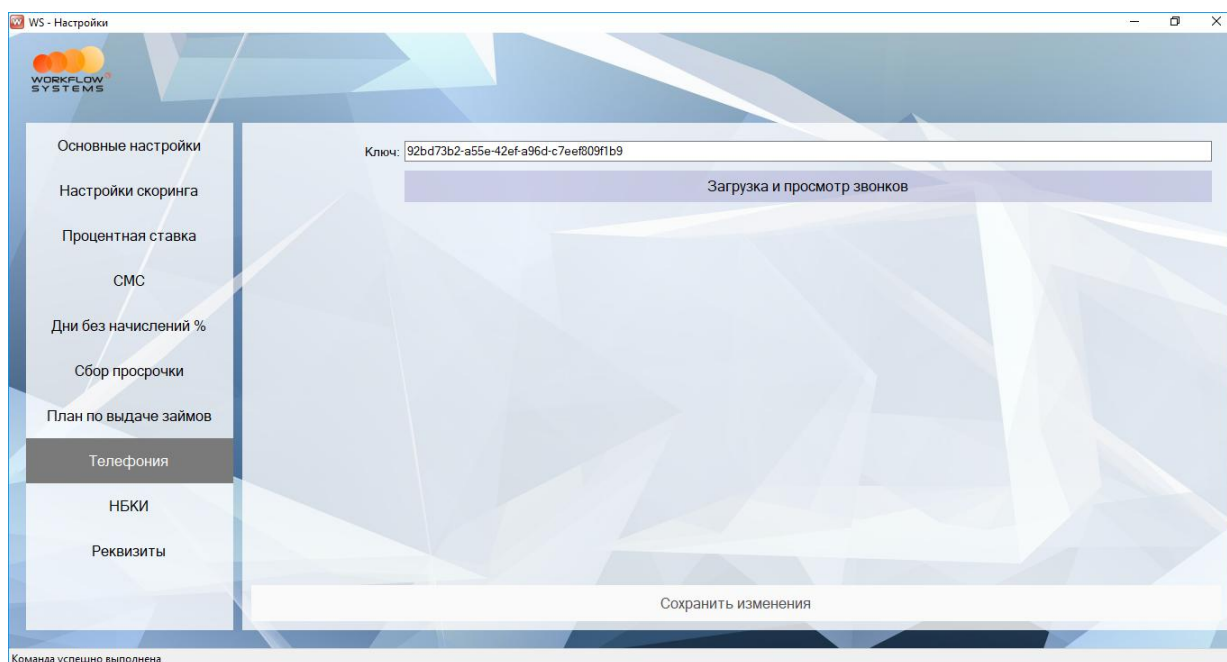 WS - Настройки
WORKFLOW
SYSTEMS
Основные настройки
Настройки скоринга
Процентная ставка
СМС
Дни без начислений %
Сбор просрочки
План по выдаче займов
Телефония
НБКИ
Реквизиты
Ключ: 92bd73b2-a55e-42ef-a96d-c7eef809f1b9
Загрузка и просмотр звонков
Сохранить изменения
Команда успешно выполнена